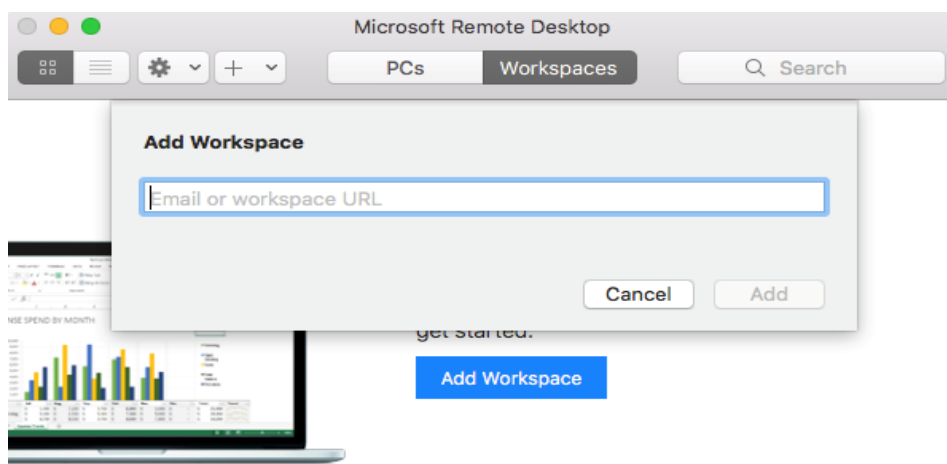 Microsoft Remote Desktop
PCs Workspaces Search
Add Workspace
Email or workspace URL
Cancel Add
get started.
Add Workspace
NSE SPEND BY MONTH